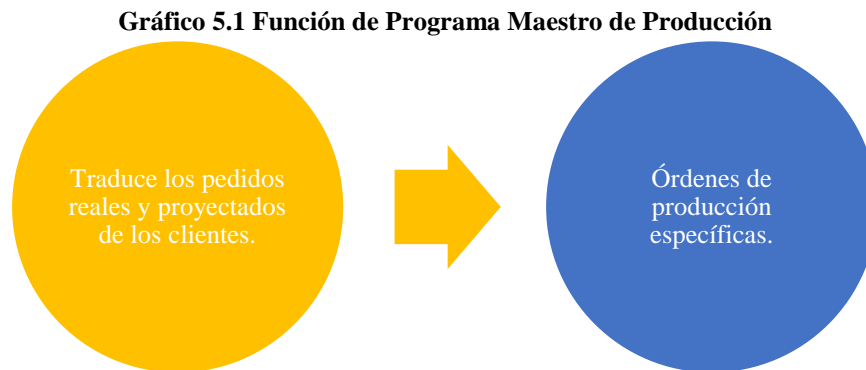 Gráfico 5.1 Función de Programa Maestro de Producción
Traduce los pedidos
reales y proyectados
de los clientes.
Órdenes de
producción
específicas.